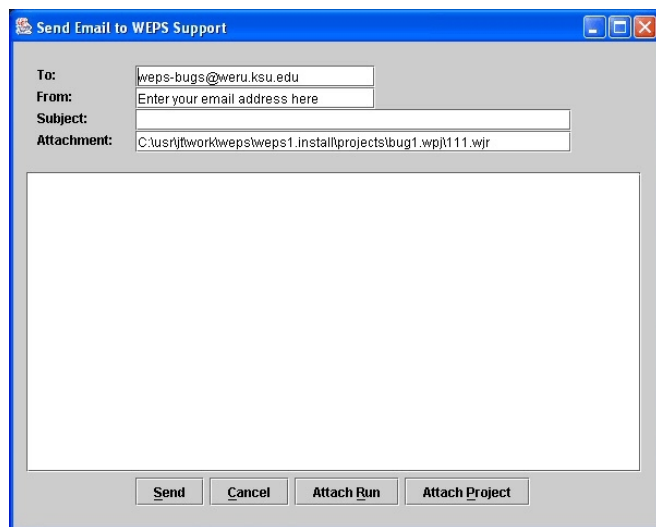 Send Email to WEPS Support
To: weps-bugs@weru.ksu.edu
From: Enter your email address here
Subject:
Attachment: C:\usr\jt\work\weps\weps1.install\projects\bug1.wpj\111.wjr
Send Cancel Attach Run Attach Project